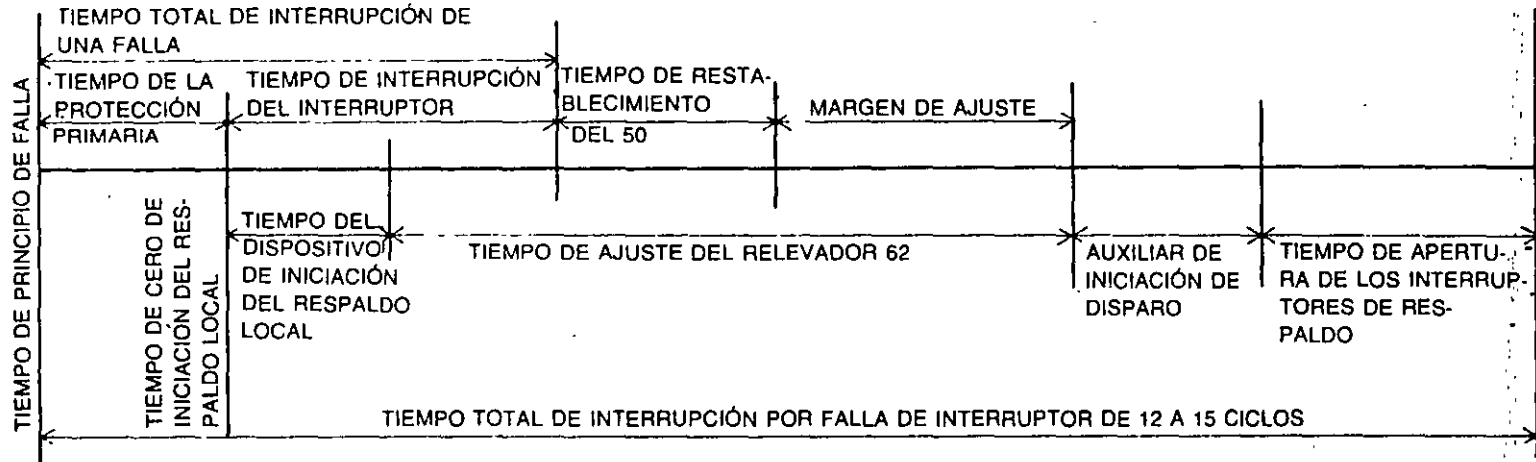 TIEMPO TOTAL DE INTERRUPCIÓN DE
UNA FALLA
TIEMPO DE LA
PROTECCIÓN
PRIMARIA
TIEMPO DE INTERRUPCIÓN
DEL INTERRUPTOR
TIEMPO DE RESTA-
BLECIMIENTO
DEL 50
MARGEN DE AJUSTE
TIEMPO DE PRINCIPIO DE FALLA
TIEMPO DE CERO DE
INICIACIÓN DEL RES-
PALDO LOCAL
TIEMPO DEL
DISPOSITIVO
DE INICIACIÓN
DEL RESPALDO
LOCAL
TIEMPO DE AJUSTE DEL RELEVADOR 62
AUXILIAR DE
INICIACIÓN DE
DISPARO
TIEMPO DE APERTU-
RA DE LOS INTERRUP-
TORES DE RES-
PALDO
TIEMPO TOTAL DE INTERRUPCIÓN POR FALLA DE INTERRUPTOR DE 12 A 15 CICLOS